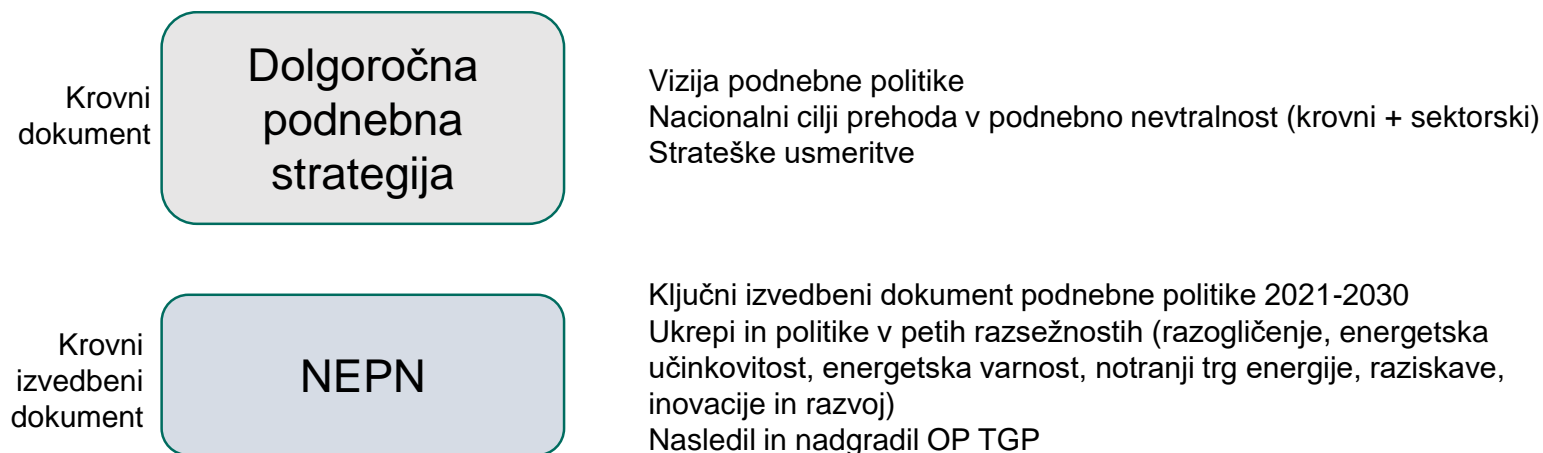 Krovni
dokument
Dolgoročna
podnebna
strategija
Vizija podnebne politike
Nacionalni cilji prehoda v podnebno nevtralnost (krovni + sektorski)
Strateške usmeritve
Krovni
izvedbeni
dokument
NEPN
Ključni izvedbeni dokument podnebne politike 2021-2030
Ukrepi in politike v petih razsežnostih (razogličenje, energetska
učinkovitost, energetska varnost, notranji trg energije, raziskave,
inovacije in razvoj)
Nasledil in nadgradil OP TGP